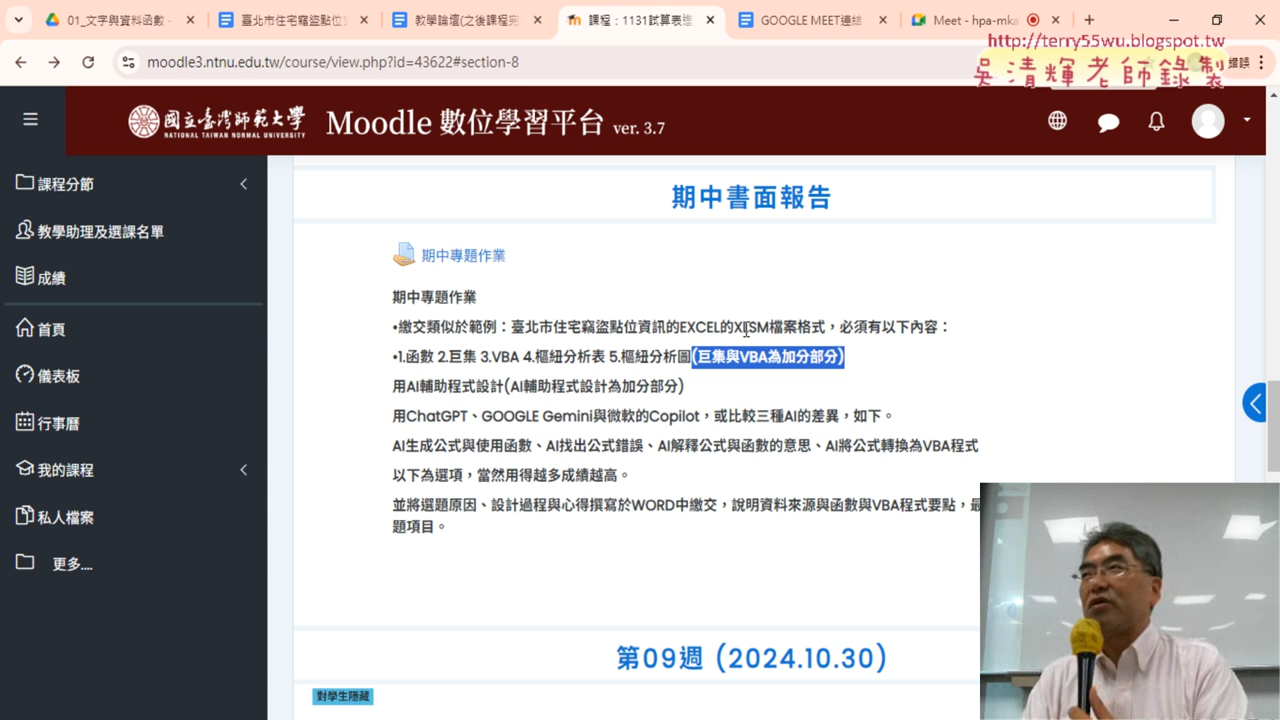 01_文字與資料函數 -
臺北市住宅竊盜點位
教學論壇(之後課程完
課程：1131試算表進
GOOGLE MEET連結
Meet - hpa-mka
http://terry55wu.blogspot.tw
吳清輝老師錄製
moodle3.ntnu.edu.tw/course/view.php?id=43622#section-8
國立臺灣師範大學
NATIONAL TAIWAN NORMAL UNIVERSITY
Moodle 數位學習平台 ver. 3.7
課程分節
教學助理及選課名單
成績
首頁
儀表板
行事曆
我的課程
私人檔案
更多....
期中書面報告
期中專題作業
期中專題作業
•繳交類似於範例：臺北市住宅竊盜點位資訊的EXCEL的XlSM檔案格式，必須有以下內容：
•1.函數 2.巨集 3.VBA 4.樞紐分析表 5.樞紐分析圖(巨集與VBA為加分部分)
用AI輔助程式設計(AI輔助程式設計為加分部分)
用ChatGPT、GOOGLE Gemini與微軟的Copilot，或比較三種AI的差異，如下。
AI生成公式與使用函數、AI找出公式錯誤、AI解釋公式與函數的意思、AI將公式轉換為VBA程式
以下為選項，當然用得越多成績越高。
並將選題原因、設計過程與心得撰寫於WORD中繳交，說明資料來源與函數與VBA程式要點，最
題項目。
第09週 (2024.10.30)
對學生隱藏